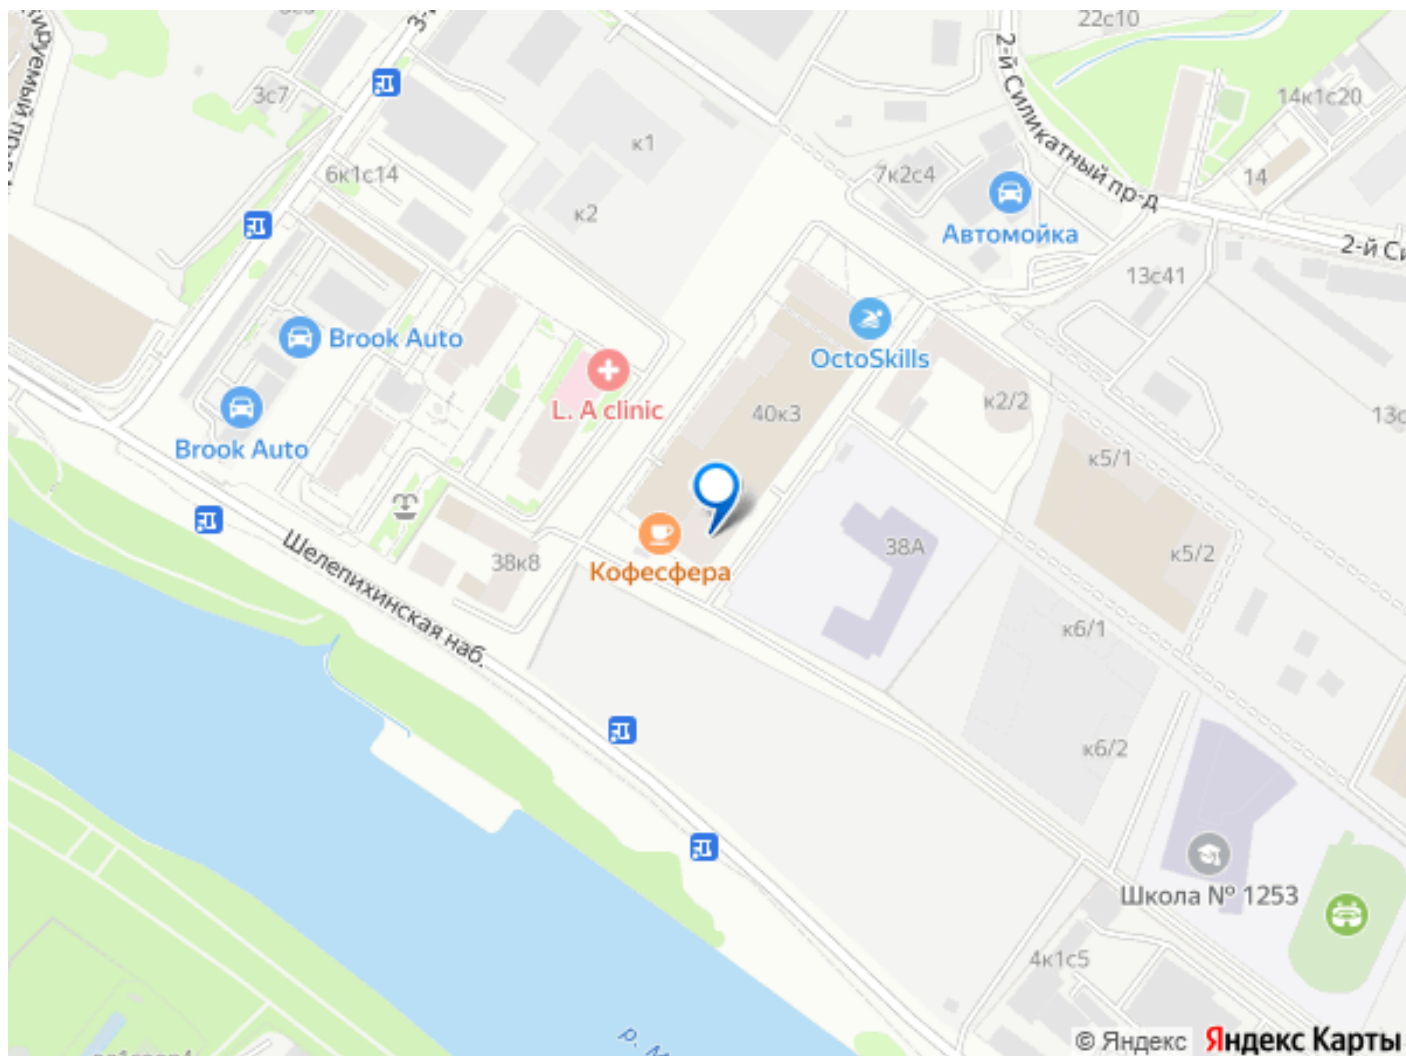 22с10
2-й Силикатный пр-д
3с7
14к1с20
к1
6к1с14
7к2с4
14
к2
Автомойка
2-й Си
13с41
Brook Auto
OctoSkills
L. A clinic
к2/2
40к3
13с
Brook Auto
к5/1
38А
к5/2
38к8
Кофесфера
Шелепихинская наб.
к6/1
к6/2
Школа № 1253
4к1с5
р. М
© Яндекс Яндекс Карты